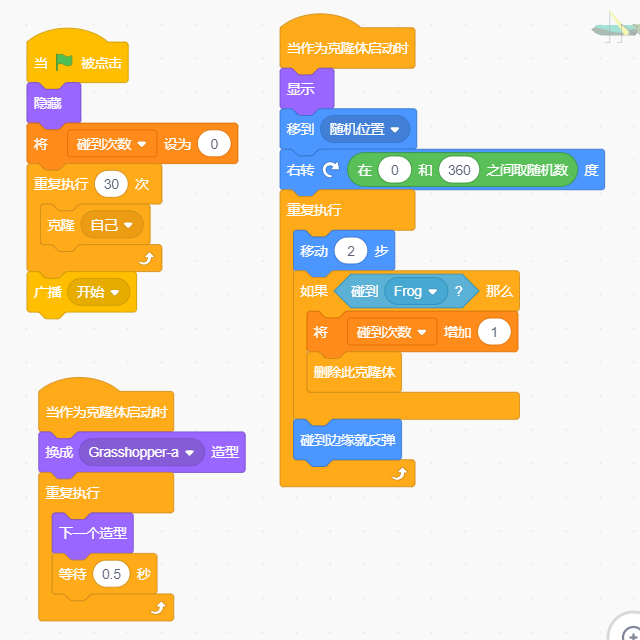 当 被点击
隐藏
将 碰到次数 设为 0
重复执行 30 次
克隆 自己
广播 开始
当作为克隆体启动时
换成 Grasshopper-a 造型
重复执行
下一个造型
等待 0.5 秒
当作为克隆体启动时
显示
移到 随机位置
右转 在 0 和 360 之间取随机数 度
重复执行
移动 2 步
如果 碰到 Frog ? 那么
将 碰到次数 增加 1
删除此克隆体
碰到边缘就反弹